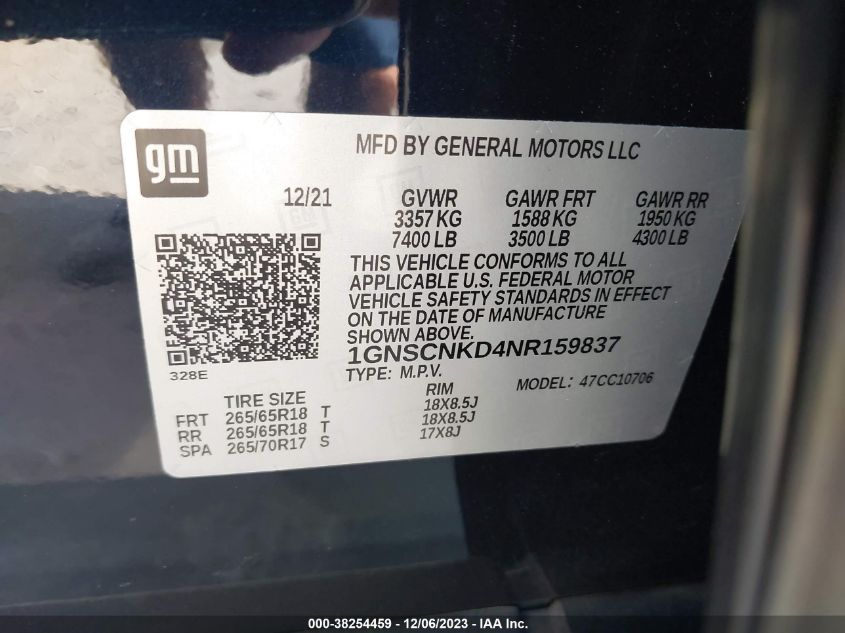 gm
MFD BY GENERAL MOTORS LLC
12/21 GVWR GAWR FRT GAWR RR
3357 KG 1588 KG 1950 KG
7400 LB 3500 LB 4300 LB
THIS VEHICLE CONFORMS TO ALL
APPLICABLE U.S. FEDERAL MOTOR
VEHICLE SAFETY STANDARDS IN EFFECT
ON THE DATE OF MANUFACTURE
SHOWN ABOVE.
1GNSCNKD4NR159837
TYPE: M.P.V. MODEL: 47CC10706
328E
TIRE SIZE RIM
FRT 265/65R18 T 18X8.5J
RR 265/65R18 T 18X8.5J
SPA 265/70R17 S 17X8J
000-38254459 - 12/06/2023 - IAA Inc.